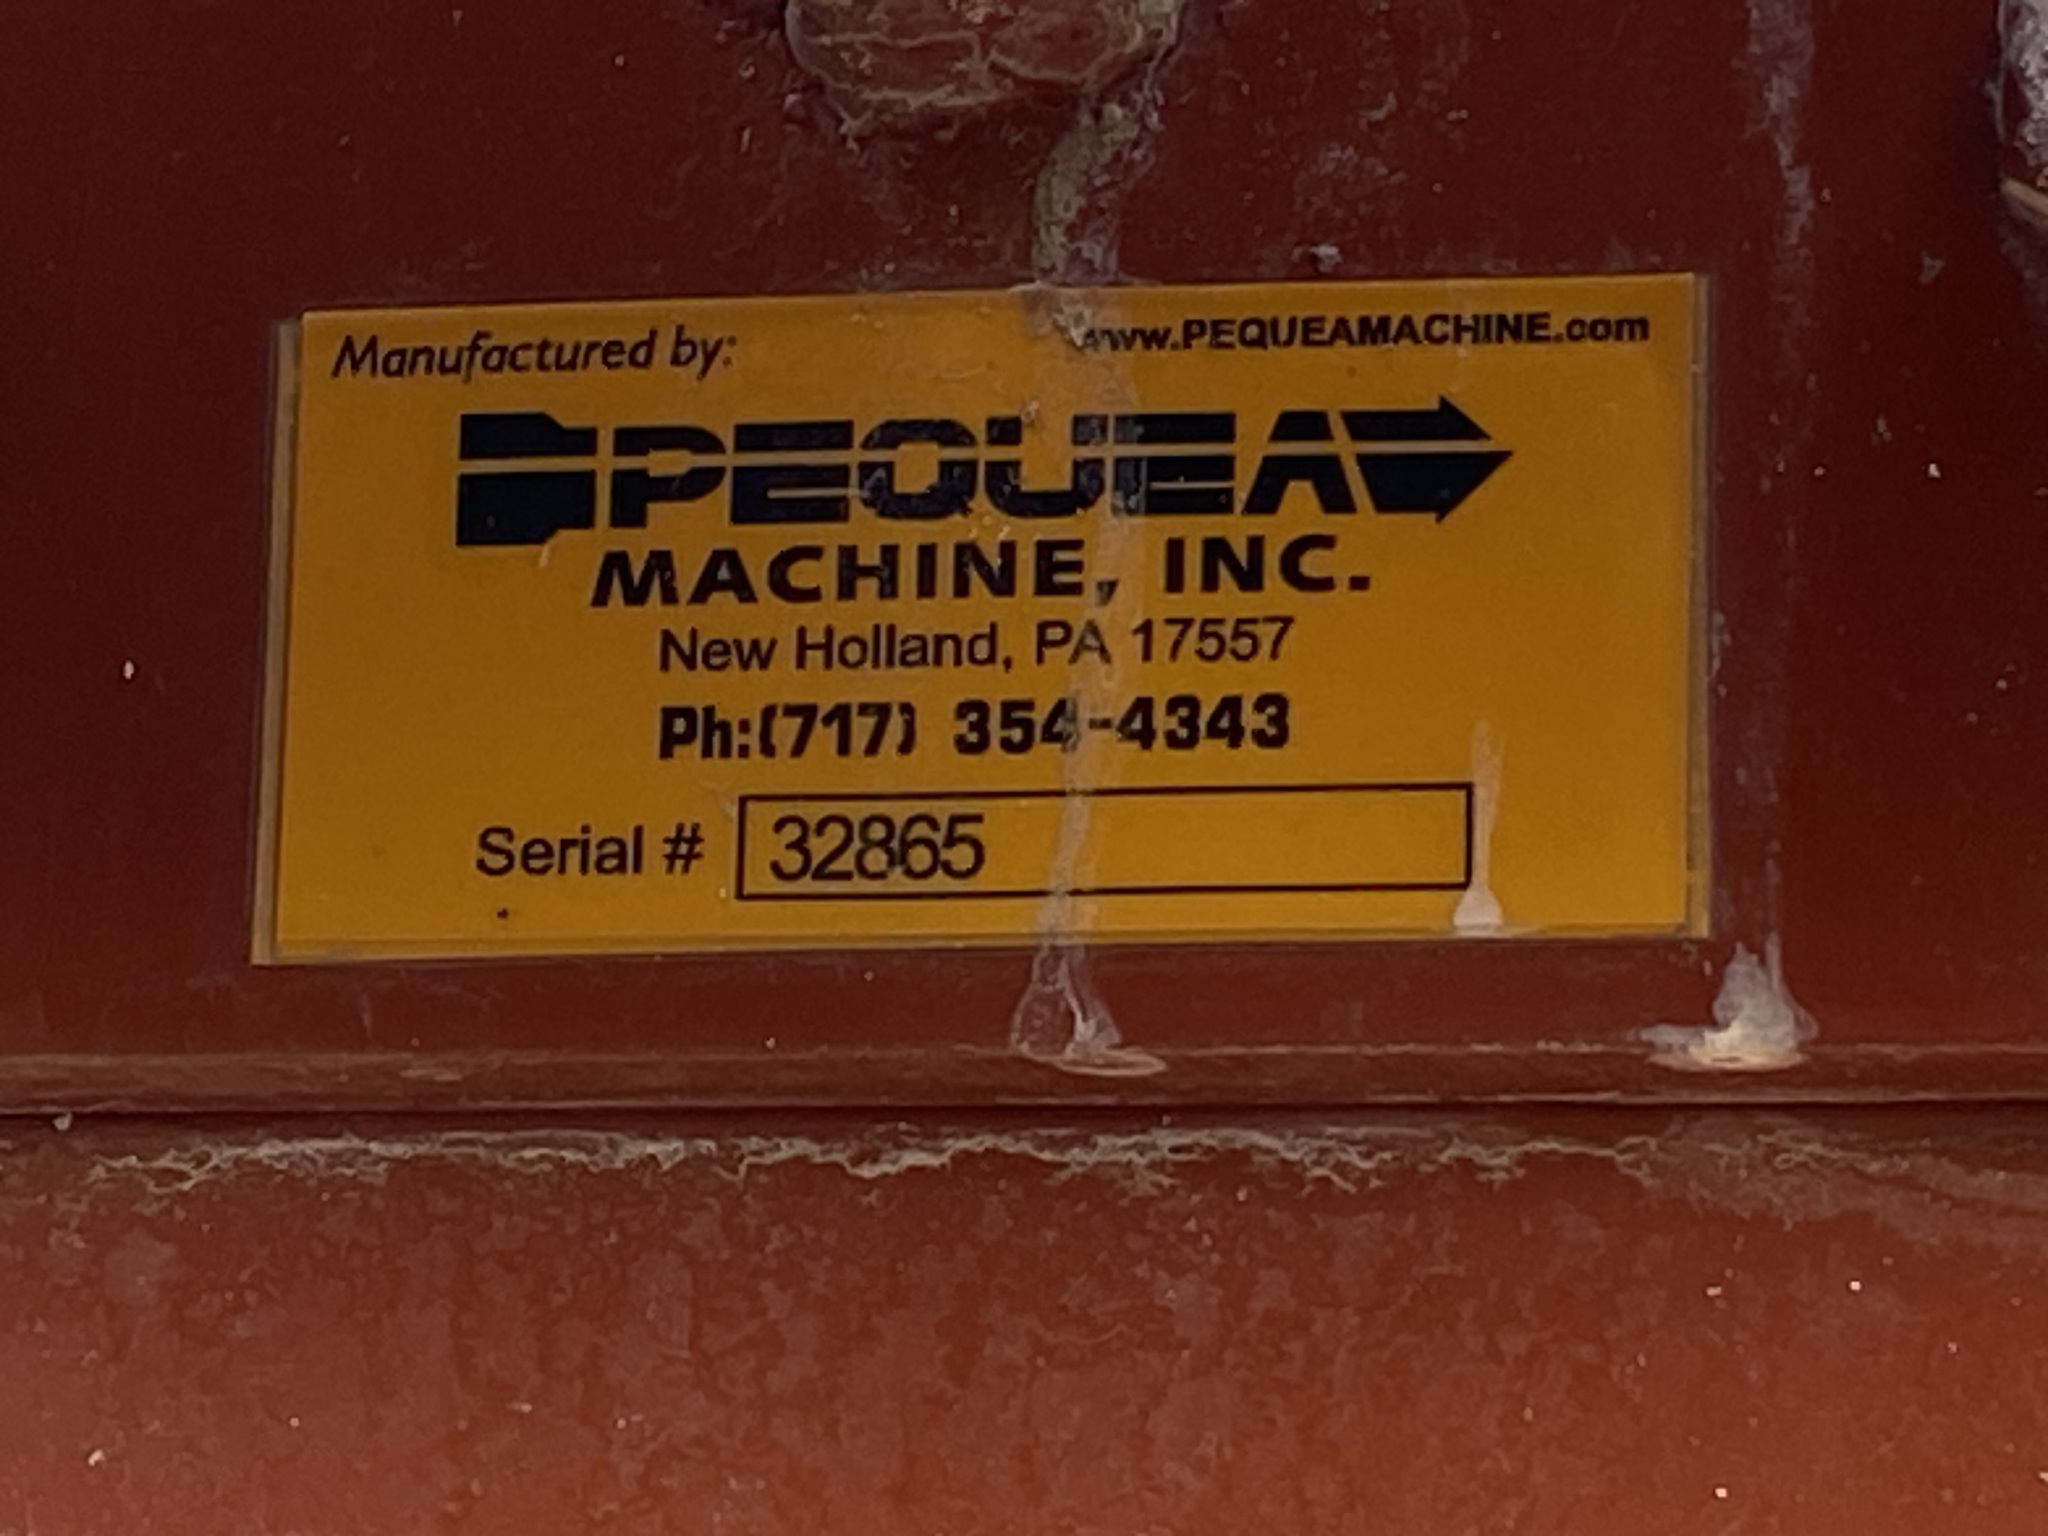 Manufactured by:
www.PEQUEAMACHINE.com
PEQUEA
MACHINE, INC.
New Holland, PA 17557
Ph:(717) 354-4343
Serial # 32865